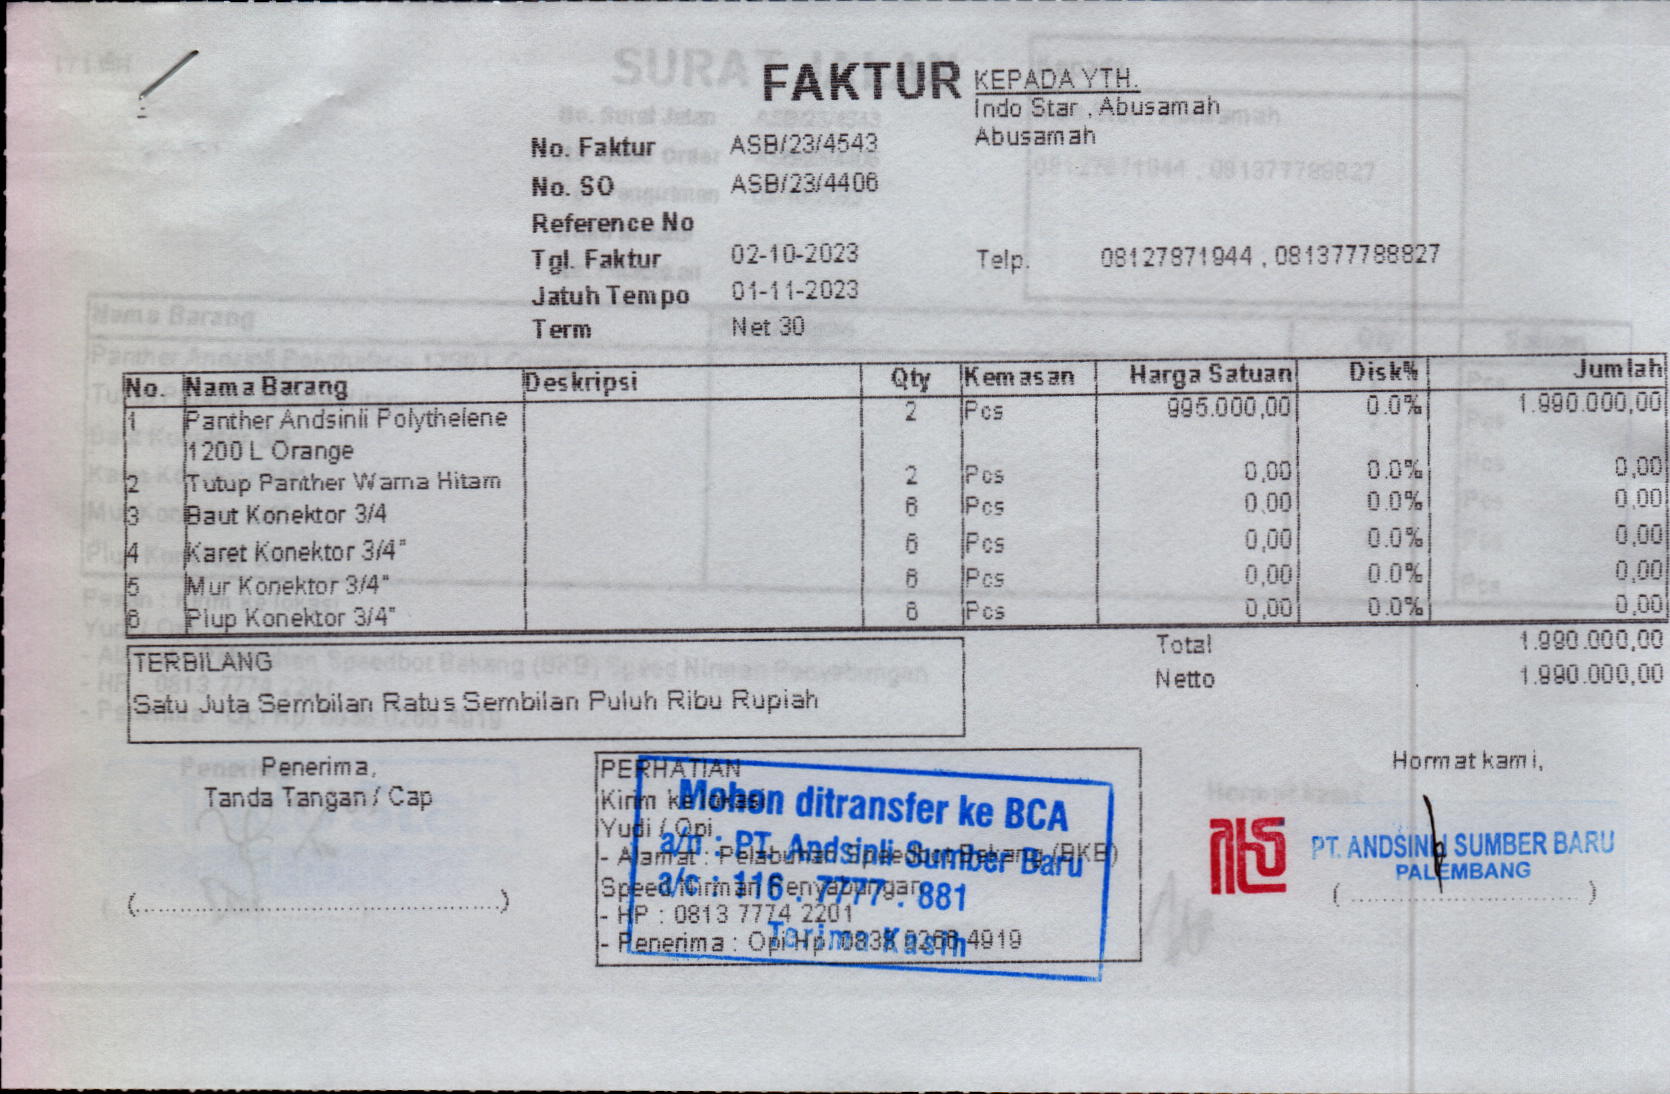 FAKTUR
KEPADA YTH.
Indo Star , Abusamah
Abusamah
No. Faktur ASB/23/4543
No. SO ASB/23/4406
Reference No
Tgl. Faktur 02-10-2023
Telp. 08127871944 , 081377788827
Jatuh Tempo 01-11-2023
Term Net 30
No. Nama Barang Deskripsi Qty Kemasan Harga Satuan Disk% Jumlah
1 Panther Andsinli Polythelene 2 Pcs 995.000,00 0.0% 1.990.000,00
1200 L Orange
2 Tutup Panther Warna Hitam 2 Pcs 0,00 0.0% 0,00
3 Baut Konektor 3/4 6 Pcs 0,00 0.0% 0,00
4 Karet Konektor 3/4" 6 Pcs 0,00 0.0% 0,00
5 Mur Konektor 3/4" 6 Pcs 0,00 0.0% 0,00
6 Plup Konektor 3/4" 6 Pcs 0,00 0.0% 0,00
Total 1.990.000,00
Netto 1.990.000,00
TERBILANG
Satu Juta Sembilan Ratus Sembilan Puluh Ribu Rupiah
Penerima,
Tanda Tangan / Cap
(....................................................)
PERHATIAN
Kirim ke lokasi
Yudi / Opi
- Alamat : Pelabuhan Speedbot Bekang (BKB)
Speed Nirman Penyabungan
- HP : 0813 7774 2201
- Penerima : Opi Hp. 0838 0266 4919
Mohon ditransfer ke BCA
a/n : PT. Andsinli Sumber Baru
a/c : 116 . 7777 . 881
Terima Kasih
Hormat kami,
PT. ANDSINLI SUMBER BARU
PALEMBANG
(................................)